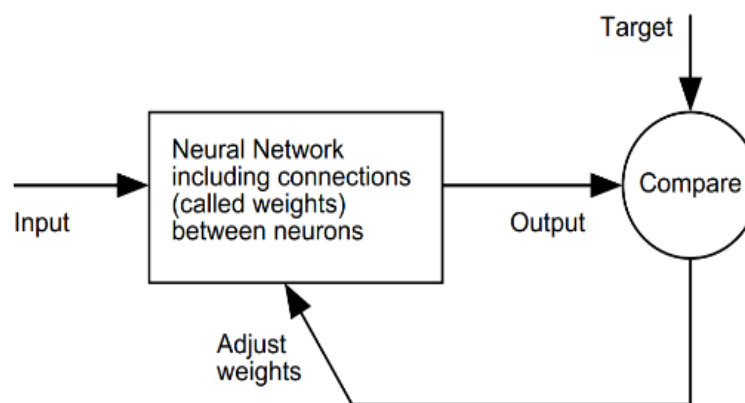 Target
Neural Network
including connections
(called weights)
between neurons
Compare
Input
Output
Adjust
weights